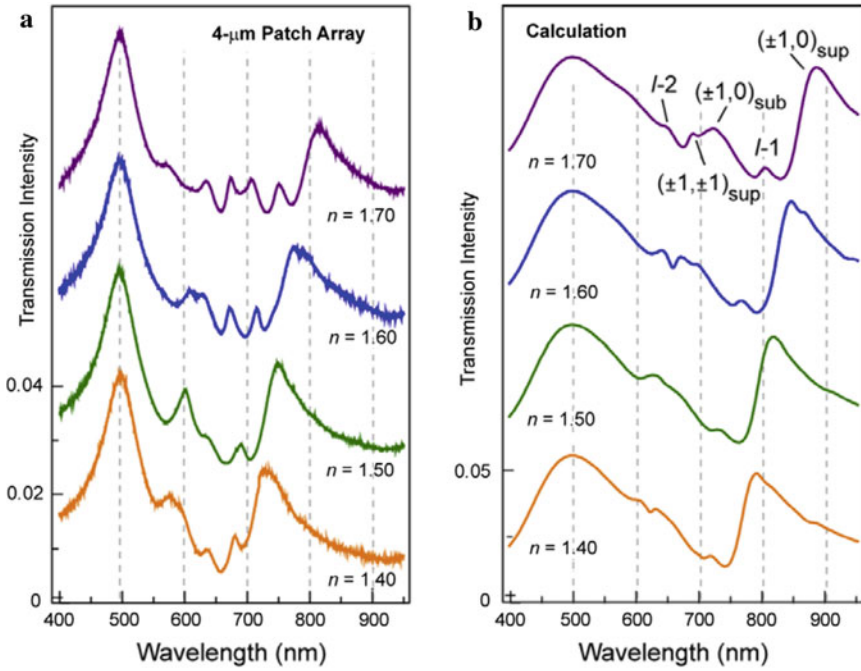 a
4-μm Patch Array
Transmission Intensity
0.04
0.02
0
n = 1.70
n = 1.60
n = 1.50
n = 1.40
400 500 600 700 800 900
Wavelength (nm)
b
Calculation
(±1,0)sup
l-2
(±1,0)sub
l-1
(±1,±1)sup
n = 1.70
n = 1.60
n = 1.50
n = 1.40
Transmission Intensity
0.05
0
400 500 600 700 800 900
Wavelength (nm)